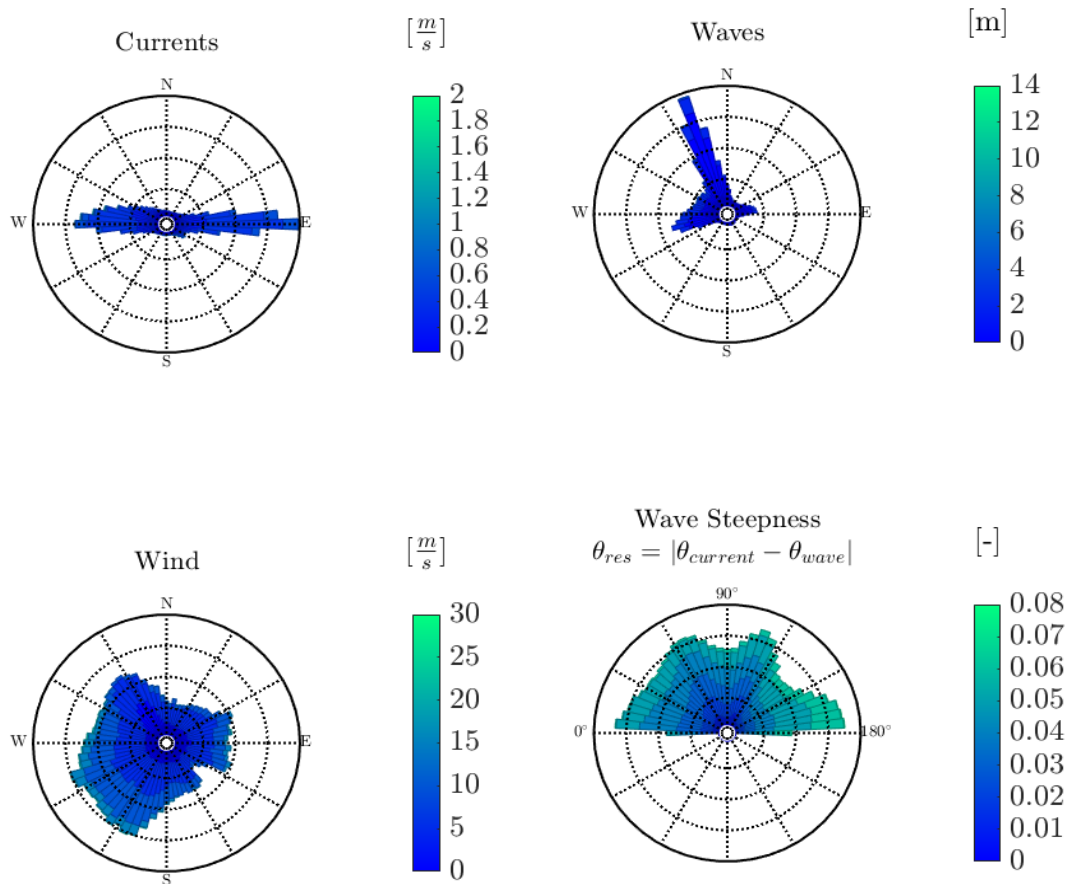 Currents
[m/s]
N
W
E
S
2
1.8
1.6
1.4
1.2
1
0.8
0.6
0.4
0.2
0
Waves
[m]
N
W
E
S
14
12
10
8
6
4
2
0
Wind
[m/s]
N
W
E
S
30
25
20
15
10
5
0
Wave Steepness
θ_res = |θ_current − θ_wave|
[-]
90°
0°
180°
0.08
0.07
0.06
0.05
0.04
0.03
0.02
0.01
0